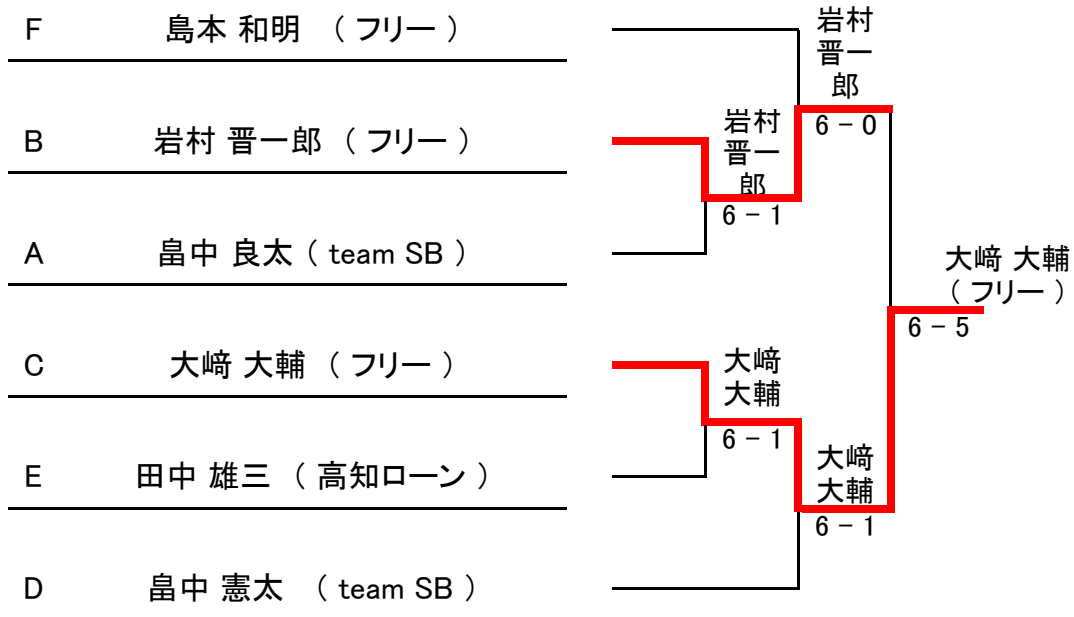 F 島本 和明 （ フリー ）
B 岩村 晋一郎 （ フリー ）
A 畠中 良太 （ team SB ）
C 大﨑 大輔 （ フリー ）
E 田中 雄三 （ 高知ローン ）
D 畠中 憲太 （ team SB ）
岩村
晋一
郎
6 － 1
大﨑
大輔
6 － 1
岩村
晋一
郎
6 － 0
大﨑
大輔
6 － 1
大﨑 大輔
（ フリー ）
6 － 5